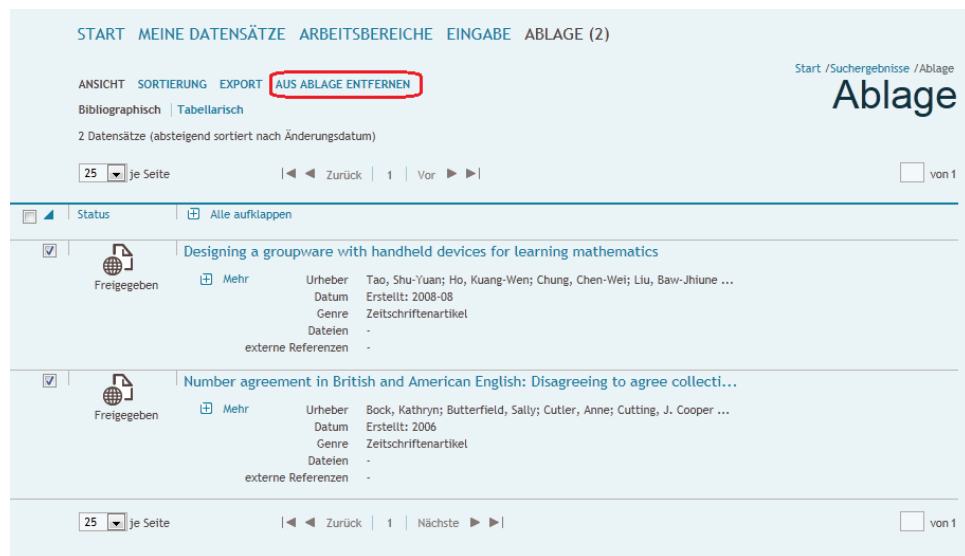 START MEINE DATENSÄTZE ARBEITSBEREICHE EINGABE ABLAGE (2)
Start /Suchergebnisse /Ablage
Ablage
ANSICHT SORTIERUNG EXPORT AUS ABLAGE ENTFERNEN
Bibliographisch | Tabellarisch
2 Datensätze (absteigend sortiert nach Änderungsdatum)
25 je Seite Zurück 1 Vor von 1
Status Alle aufklappen
Designing a groupware with handheld devices for learning mathematics
Freigegeben Mehr Urheber Tao, Shu-Yuan; Ho, Kuang-Wen; Chung, Chen-Wei; Liu, Baw-Jhiune ...
Datum Erstellt: 2008-08
Genre Zeitschriftenartikel
Dateien -
externe Referenzen -
Number agreement in British and American English: Disagreeing to agree collecti...
Freigegeben Mehr Urheber Bock, Kathryn; Butterfield, Sally; Cutler, Anne; Cutting, J. Cooper ...
Datum Erstellt: 2006
Genre Zeitschriftenartikel
Dateien -
externe Referenzen -
25 je Seite Zurück 1 Nächste von 1